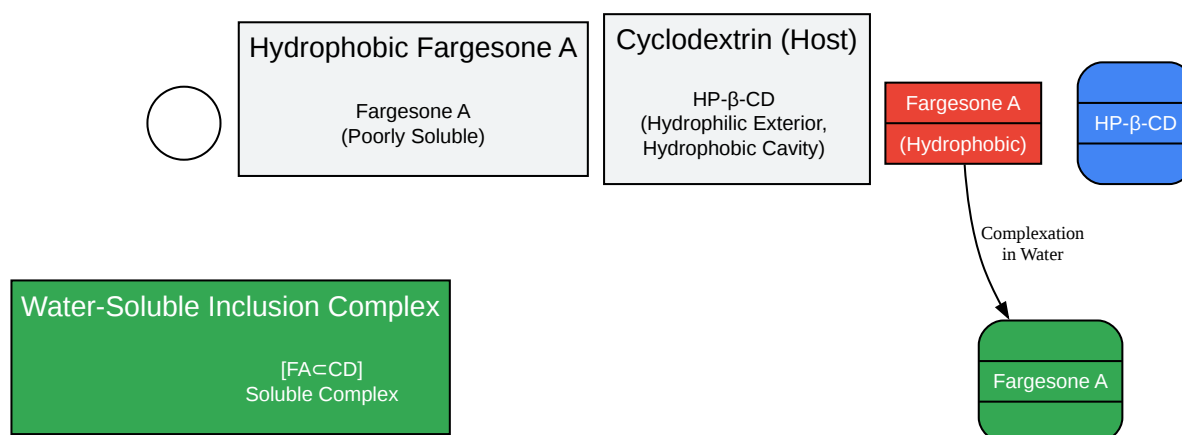 Hydrophobic Fargesone A
Fargesone A
(Poorly Soluble)
Cyclodextrin (Host)
HP-β-CD
(Hydrophilic Exterior,
Hydrophobic Cavity)
Fargesone A
(Hydrophobic)
HP-β-CD
Complexation
in Water
Water-Soluble Inclusion Complex
[FA⊂CD]
Soluble Complex
Fargesone A